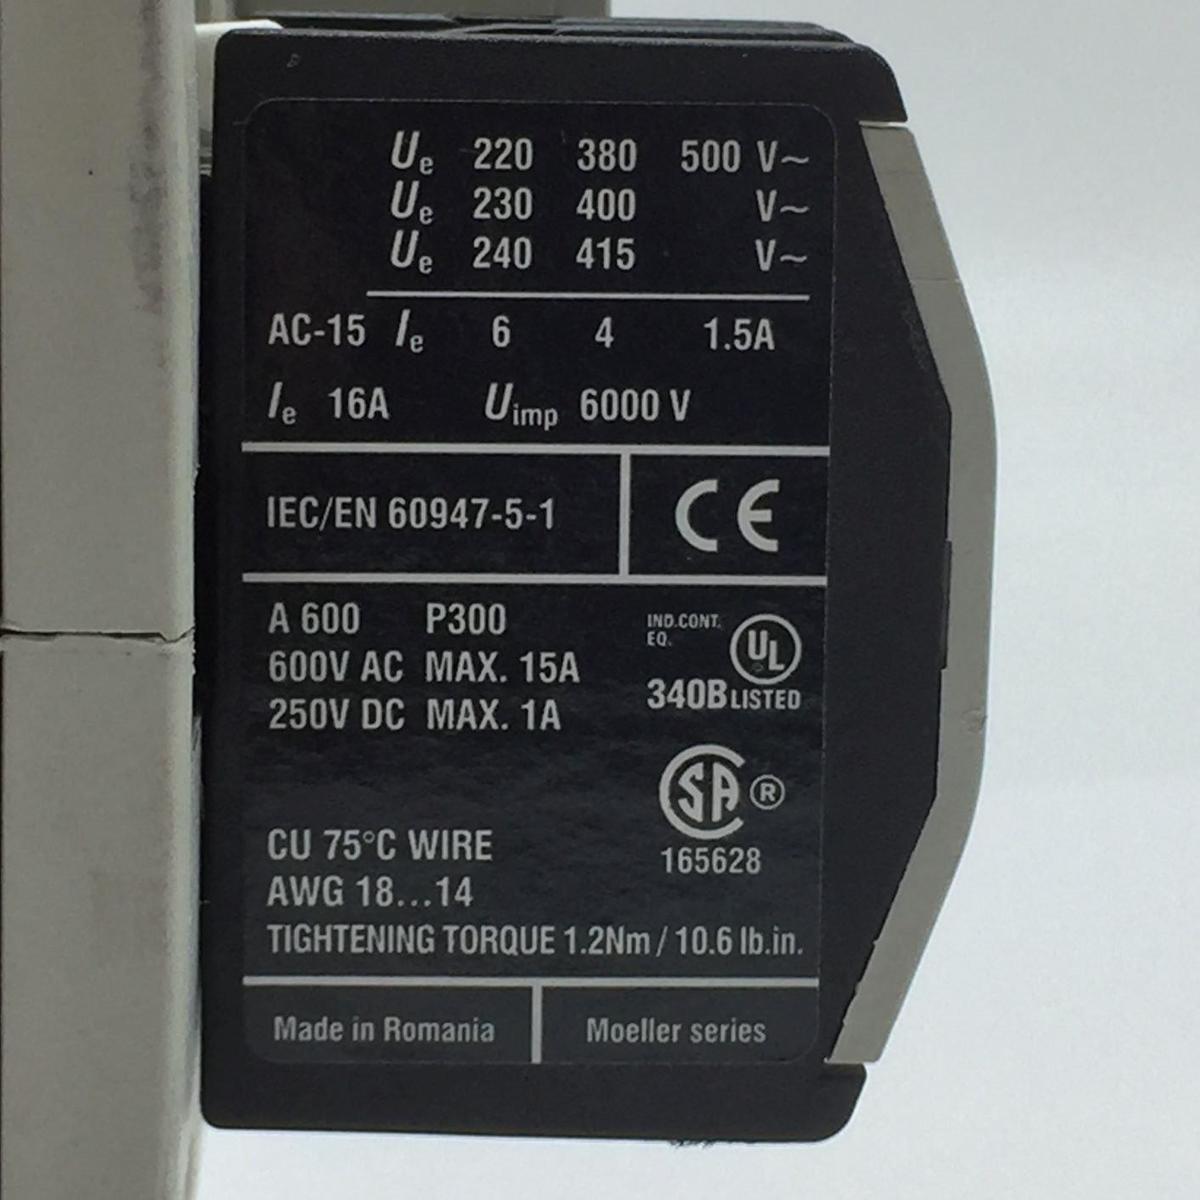 Ue 220 380 500 V~
Ue 230 400 V~
Ue 240 415 V~
AC-15 Ie 6 4 1.5A
Ie 16A Uimp 6000 V
IEC/EN 60947-5-1
CE
A 600 P300
600V AC MAX. 15A
250V DC MAX. 1A
IND.CONT.
EQ.
UL
340B LISTED
SA ®
165628
CU 75°C WIRE
AWG 18...14
TIGHTENING TORQUE 1.2Nm / 10.6 lb.in.
Made in Romania
Moeller series